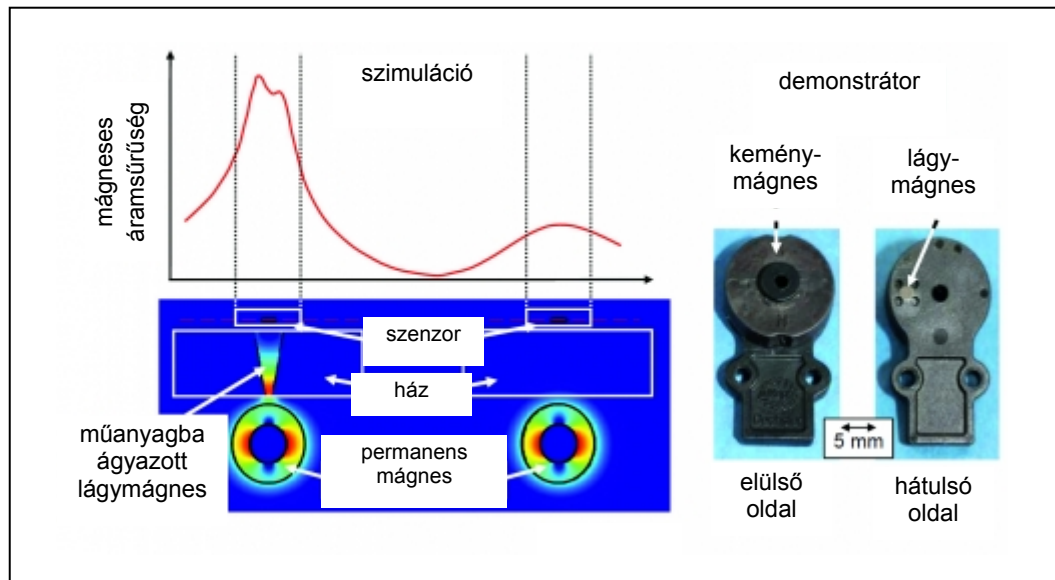 szimuláció
mágneses
áramsűrűség
szenzor
ház
műanyagba
ágyazott
lágymágnes
permanens
mágnes
demonstrátor
kemény-
mágnes
lágy-
mágnes
5 mm
elülső
oldal
hátulsó
oldal